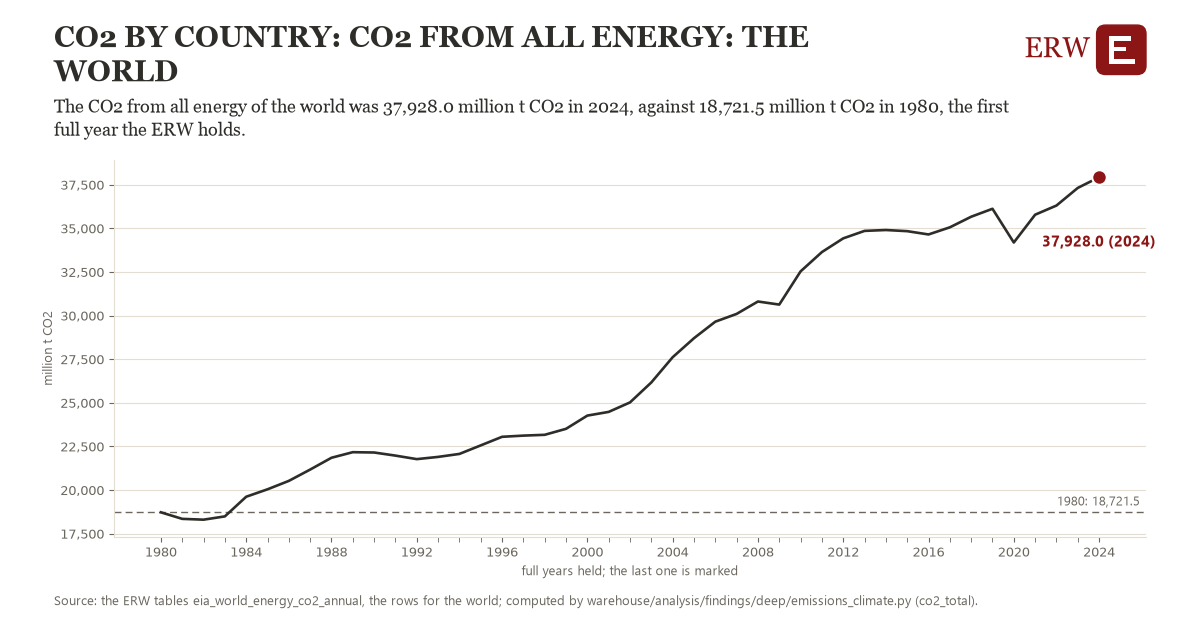 CO2 BY COUNTRY: CO2 FROM ALL ENERGY: THE
WORLD
ERW E
The CO2 from all energy of the world was 37,928.0 million t CO2 in 2024, against 18,721.5 million t CO2 in 1980, the first
full year the ERW holds.
37,500
35,000
32,500
30,000
27,500
25,000
22,500
20,000
17,500
million t CO2
37,928.0 (2024)
1980: 18,721.5
1980 1984 1988 1992 1996 2000 2004 2008 2012 2016 2020 2024
full years held; the last one is marked
Source: the ERW tables eia_world_energy_co2_annual, the rows for the world; computed by warehouse/analysis/findings/deep/emissions_climate.py (co2_total).